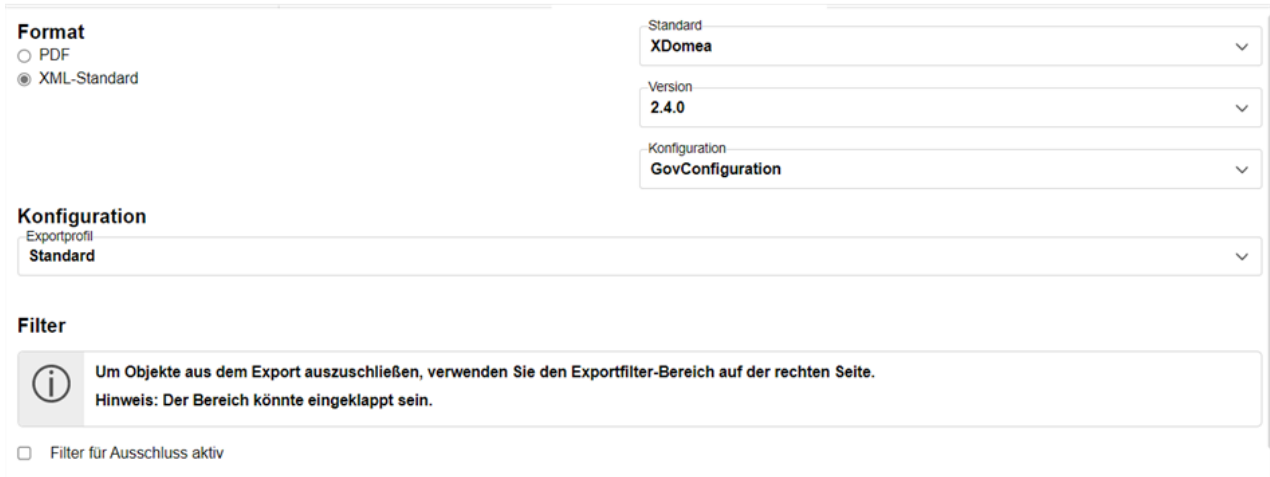 Format
PDF
XML-Standard
Standard
XDomea
Version
2.4.0
Konfiguration
GovConfiguration
Konfiguration
Exportprofil
Standard
Filter
Um Objekte aus dem Export auszuschließen, verwenden Sie den Exportfilter-Bereich auf der rechten Seite.
Hinweis: Der Bereich könnte eingeklappt sein.
Filter für Ausschluss aktiv